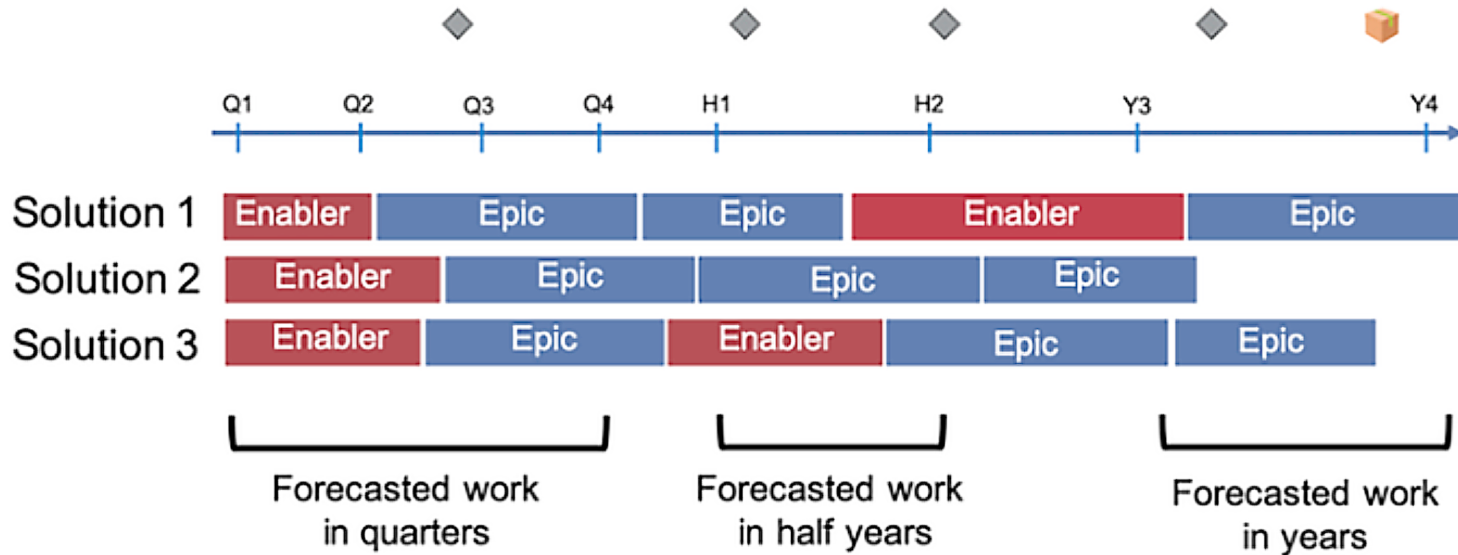 Q1 Q2 Q3 Q4 H1 H2 Y3 Y4
Solution 1 Enabler Epic Epic Enabler Epic
Solution 2 Enabler Epic Epic Epic
Solution 3 Enabler Epic Enabler Epic Epic
Forecasted work
in quarters
Forecasted work
in half years
Forecasted work
in years